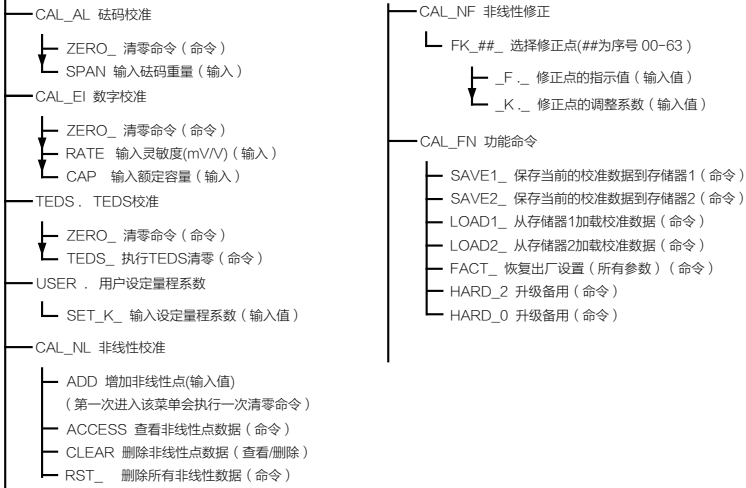 CAL_AL 砝码校准
ZERO_ 清零命令（命令）
SPAN 输入砝码重量（输入）
CAL_EI 数字校准
ZERO_ 清零命令（命令）
RATE 输入灵敏度(mV/V)（输入）
CAP 输入额定容量（输入）
TEDS. TEDS校准
ZERO_ 清零命令（命令）
TEDS_ 执行TEDS清零（命令）
USER . 用户设定量程系数
SET_K_ 输入设定量程系数（输入值）
CAL_NL 非线性校准
ADD 增加非线性点(输入值)
（第一次进入该菜单会执行一次清零命令）
ACCESS 查看非线性点数据（命令）
CLEAR 删除非线性点数据（查看/删除）
RST_ 删除所有非线性数据（命令）
CAL_NF 非线性修正
FK_##_ 选择修正点(##为序号 00-63）
_F._ 修正点的指示值（输入值）
_K._ 修正点的调整系数（输入值）
CAL_FN 功能命令
SAVE1_ 保存当前的校准数据到存储器1（命令）
SAVE2_ 保存当前的校准数据到存储器2（命令）
LOAD1_ 从存储器1加载校准数据（命令）
LOAD2_ 从存储器2加载校准数据（命令）
FACT_ 恢复出厂设置（所有参数）（命令）
HARD_2 升级备用（命令）
HARD_0 升级备用（命令）